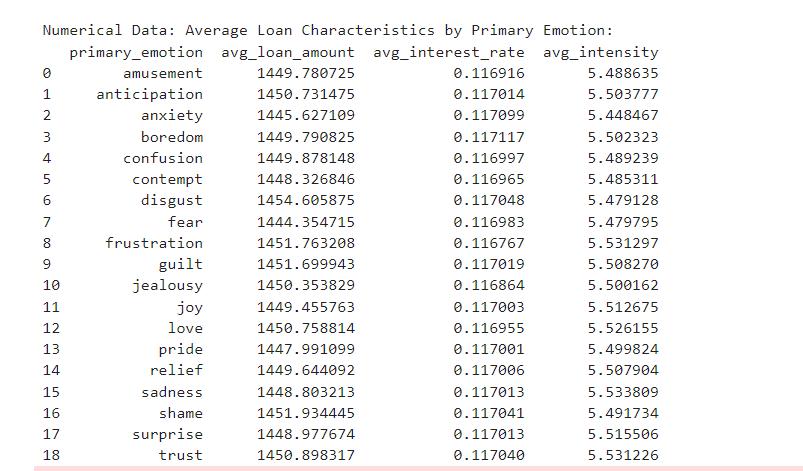 Numerical Data: Average Loan Characteristics by Primary Emotion:
primary_emotion avg_loan_amount avg_interest_rate avg_intensity
0 amusement 1449.780725 0.116916 5.488635
1 anticipation 1450.731475 0.117014 5.503777
2 anxiety 1445.627109 0.117099 5.448467
3 boredom 1449.790825 0.117117 5.502323
4 confusion 1449.878148 0.116997 5.489239
5 contempt 1448.326846 0.116965 5.485311
6 disgust 1454.605875 0.117048 5.479128
7 fear 1444.354715 0.116983 5.479795
8 frustration 1451.763208 0.116767 5.531297
9 guilt 1451.699943 0.117019 5.508270
10 jealousy 1450.353829 0.116864 5.500162
11 joy 1449.455763 0.117003 5.512675
12 love 1450.758814 0.116955 5.526155
13 pride 1447.991099 0.117001 5.499824
14 relief 1449.644092 0.117006 5.507904
15 sadness 1448.803213 0.117013 5.533809
16 shame 1451.934445 0.117041 5.491734
17 surprise 1448.977674 0.117013 5.515506
18 trust 1450.898317 0.117040 5.531226